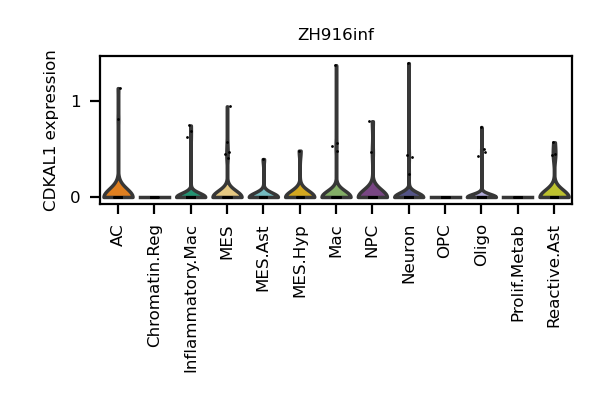 ZH916inf
CDKAL1 expression
1
0
AC
Chromatin.Reg
Inflammatory.Mac
MES
MES.Ast
MES.Hyp
Mac
NPC
Neuron
OPC
Oligo
Prolif.Metab
Reactive.Ast